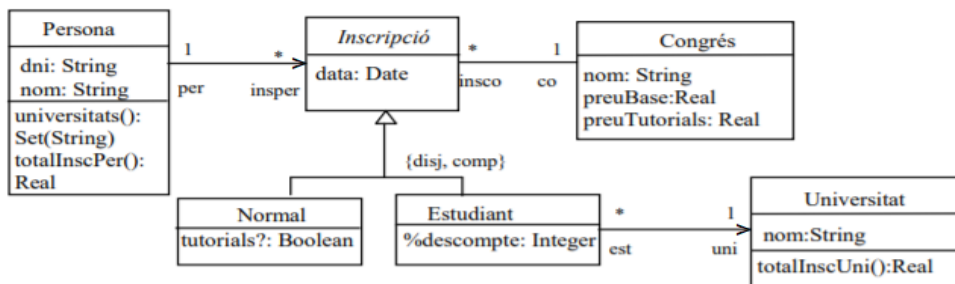 Persona
dni: String
nom: String
universitats():
Set(String)
totalInscPer():
Real
1
per
*
insper
Inscripció
data: Date
*
insco
1
co
Congrés
nom: String
preuBase:Real
preuTutorials: Real
{disj, comp}
Normal
tutorials?: Boolean
Estudiant
%descompte: Integer
*
est
1
uni
Universitat
nom:String
totalInscUni():Real